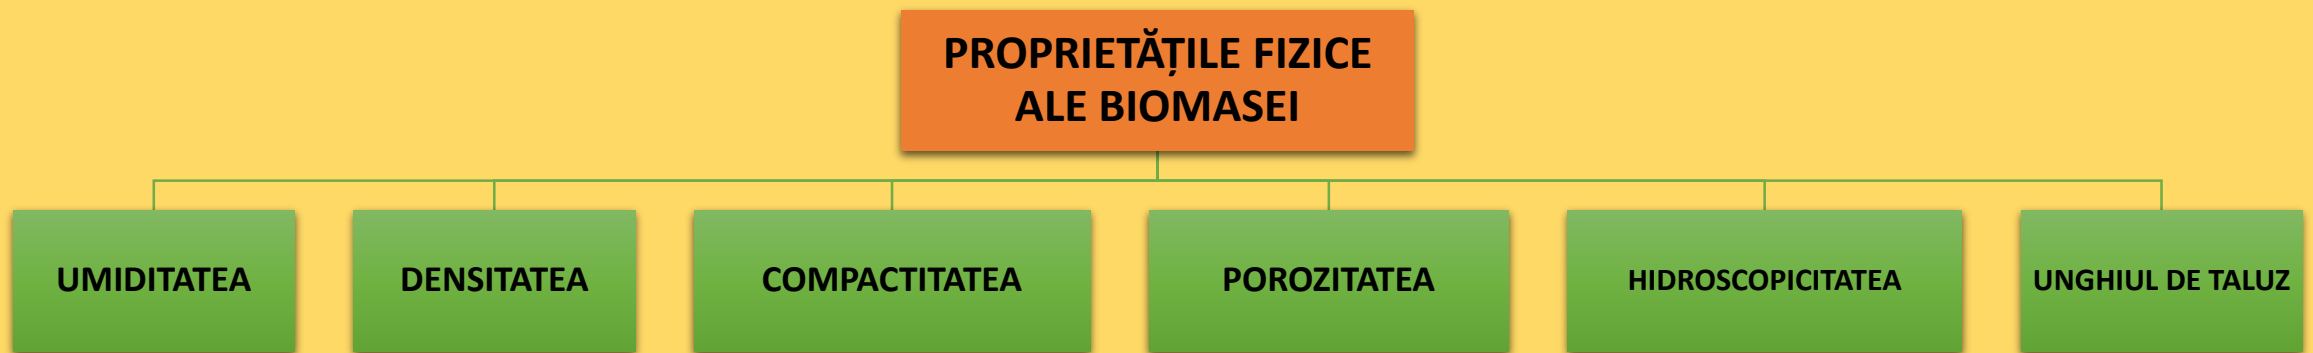 PROPRIETĂȚILE FIZICE
ALE BIOMASEI
UMIDITATEA
DENSITATEA
COMPACTITATEA
POROZITATEA
HIDROSCOPICITATEA
UNGHIUL DE TALUZ